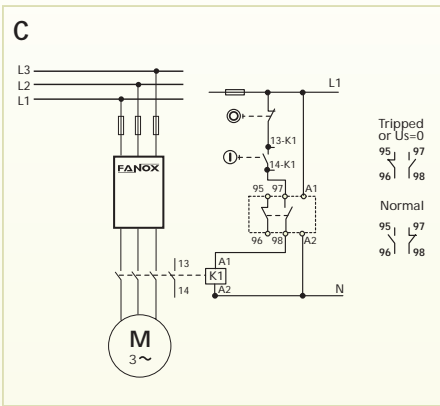 C
L3
L2
L1
L1
FANOX
13-K1
14-K1
95 97 A1
96 98 A2
13
14
A1
K1
A2
N
M
3~
Tripped
or Us=0
95 97
96 98
Normal
95 97
96 98